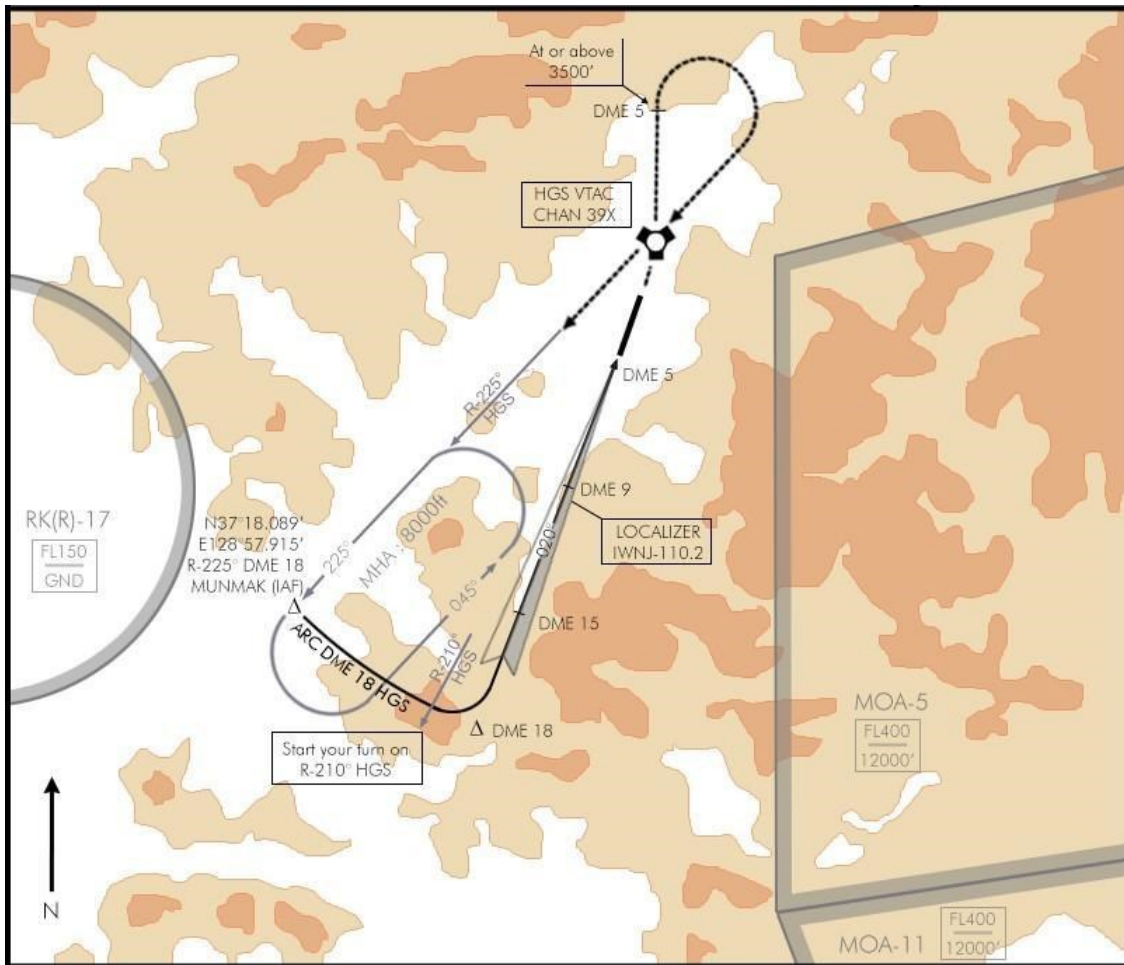 At or above
3500'
DME 5
HGS VTAC
CHAN 39X
DME 5
R-225°
HGS
DME 9
LOCALIZER
IWNJ-110.2
020°
RK(R)-17
FL150
GND
N37°18.089'
E128°57.915'
R-225° DME 18
MUNMAK (IAF)
225°
MHA : 8000ft
045°
DME 15
R-210°
HGS
ARC DME 18 HGS
DME 18
Start your turn on
R-210° HGS
MOA-5
FL400
12000'
N
MOA-11
FL400
12000'